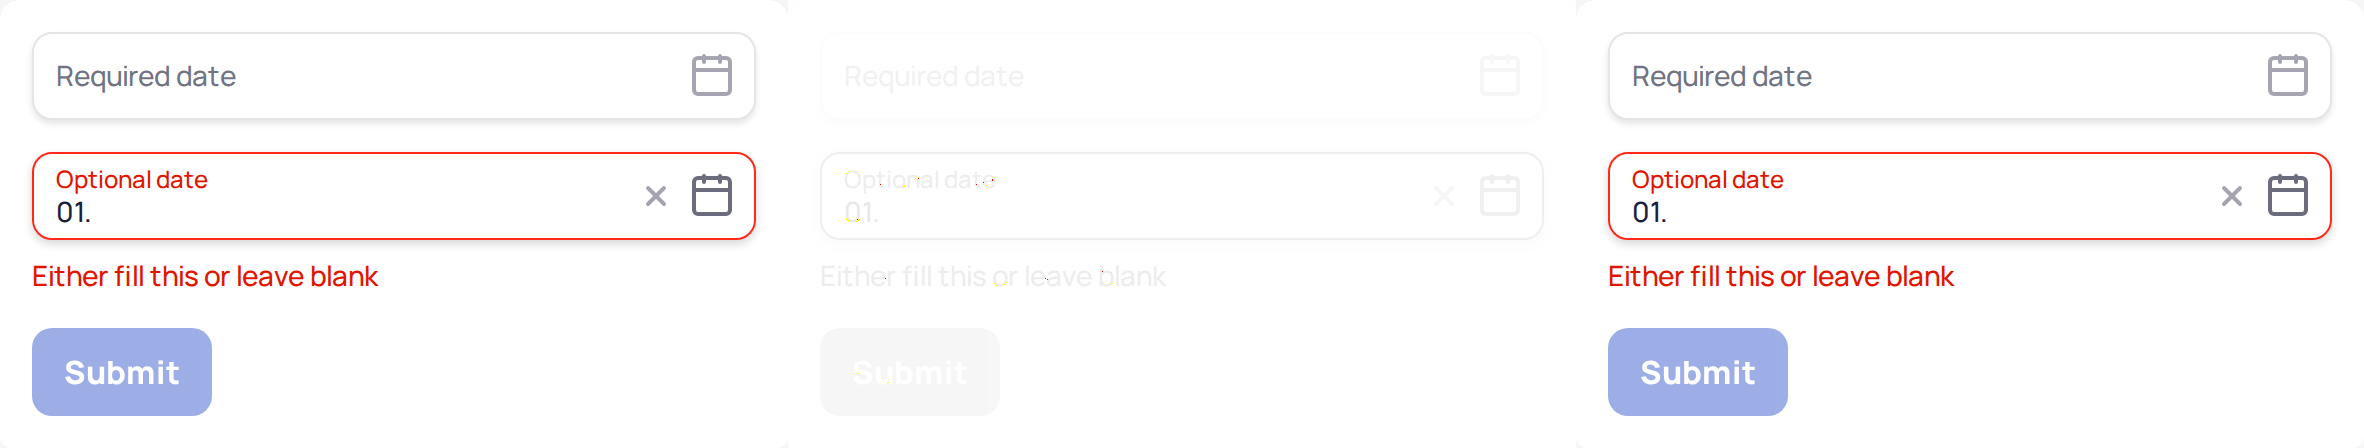 Required date
Optional date
01.
Either fill this or leave blank
Submit
Required date
Optional date
01.
Either fill this or leave blank
Submit
Required date
Optional date
01.
Either fill this or leave blank
Submit